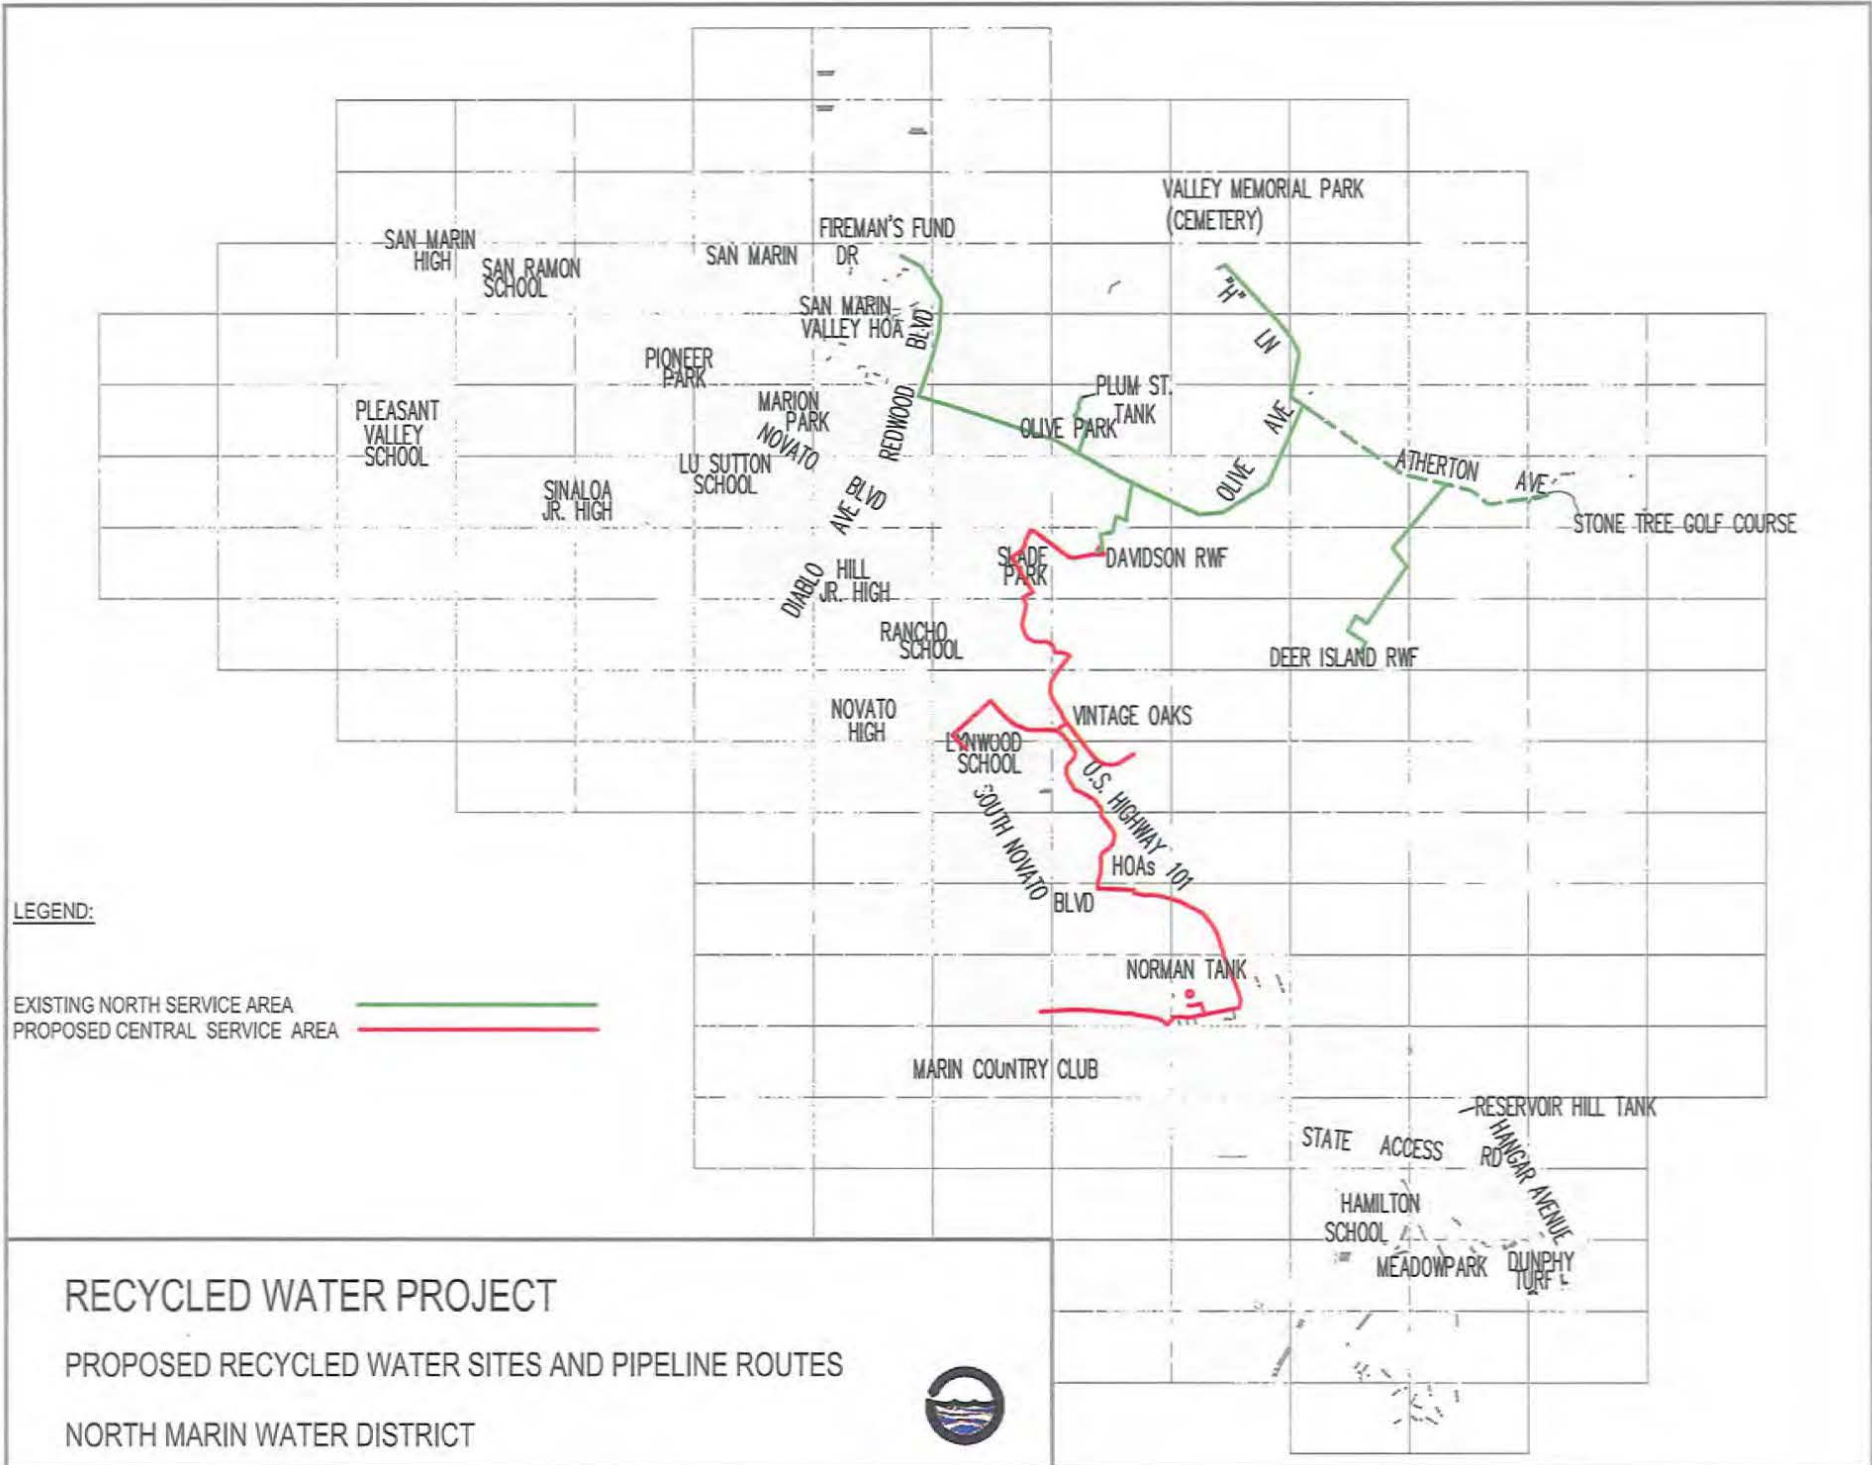 VALLEY MEMORIAL PARK
(CEMETERY)
FIREMAN'S FUND
SAN MARIN DR
SAN MARIN
HIGH
SAN RAMON
SCHOOL
SAN MARIN
VALLEY HOA
"H" LN
REDWOOD BLVD
PIONEER
PARK
PLUM ST.
TANK
MARION
PARK
OLIVE PARK
PLEASANT
VALLEY
SCHOOL
NOVATO BLVD
LU SUTTON
SCHOOL
OLIVE AVE
ATHERTON AVE
SINALOA
JR. HIGH
STONE TREE GOLF COURSE
DIABLO AVE
SLADE
PARK
DAVIDSON RWF
HILL
JR. HIGH
RANCHO
SCHOOL
DEER ISLAND RWF
NOVATO
HIGH
VINTAGE OAKS
LYNWOOD
SCHOOL
U.S. HIGHWAY 101
SOUTH NOVATO BLVD
HOAs
LEGEND:
EXISTING NORTH SERVICE AREA
PROPOSED CENTRAL SERVICE AREA
NORMAN TANK
MARIN COUNTRY CLUB
RESERVOIR HILL TANK
STATE ACCESS RD
HANGAR AVENUE
HAMILTON
SCHOOL
MEADOWPARK
DUNPHY
TURF
RECYCLED WATER PROJECT
PROPOSED RECYCLED WATER SITES AND PIPELINE ROUTES
NORTH MARIN WATER DISTRICT